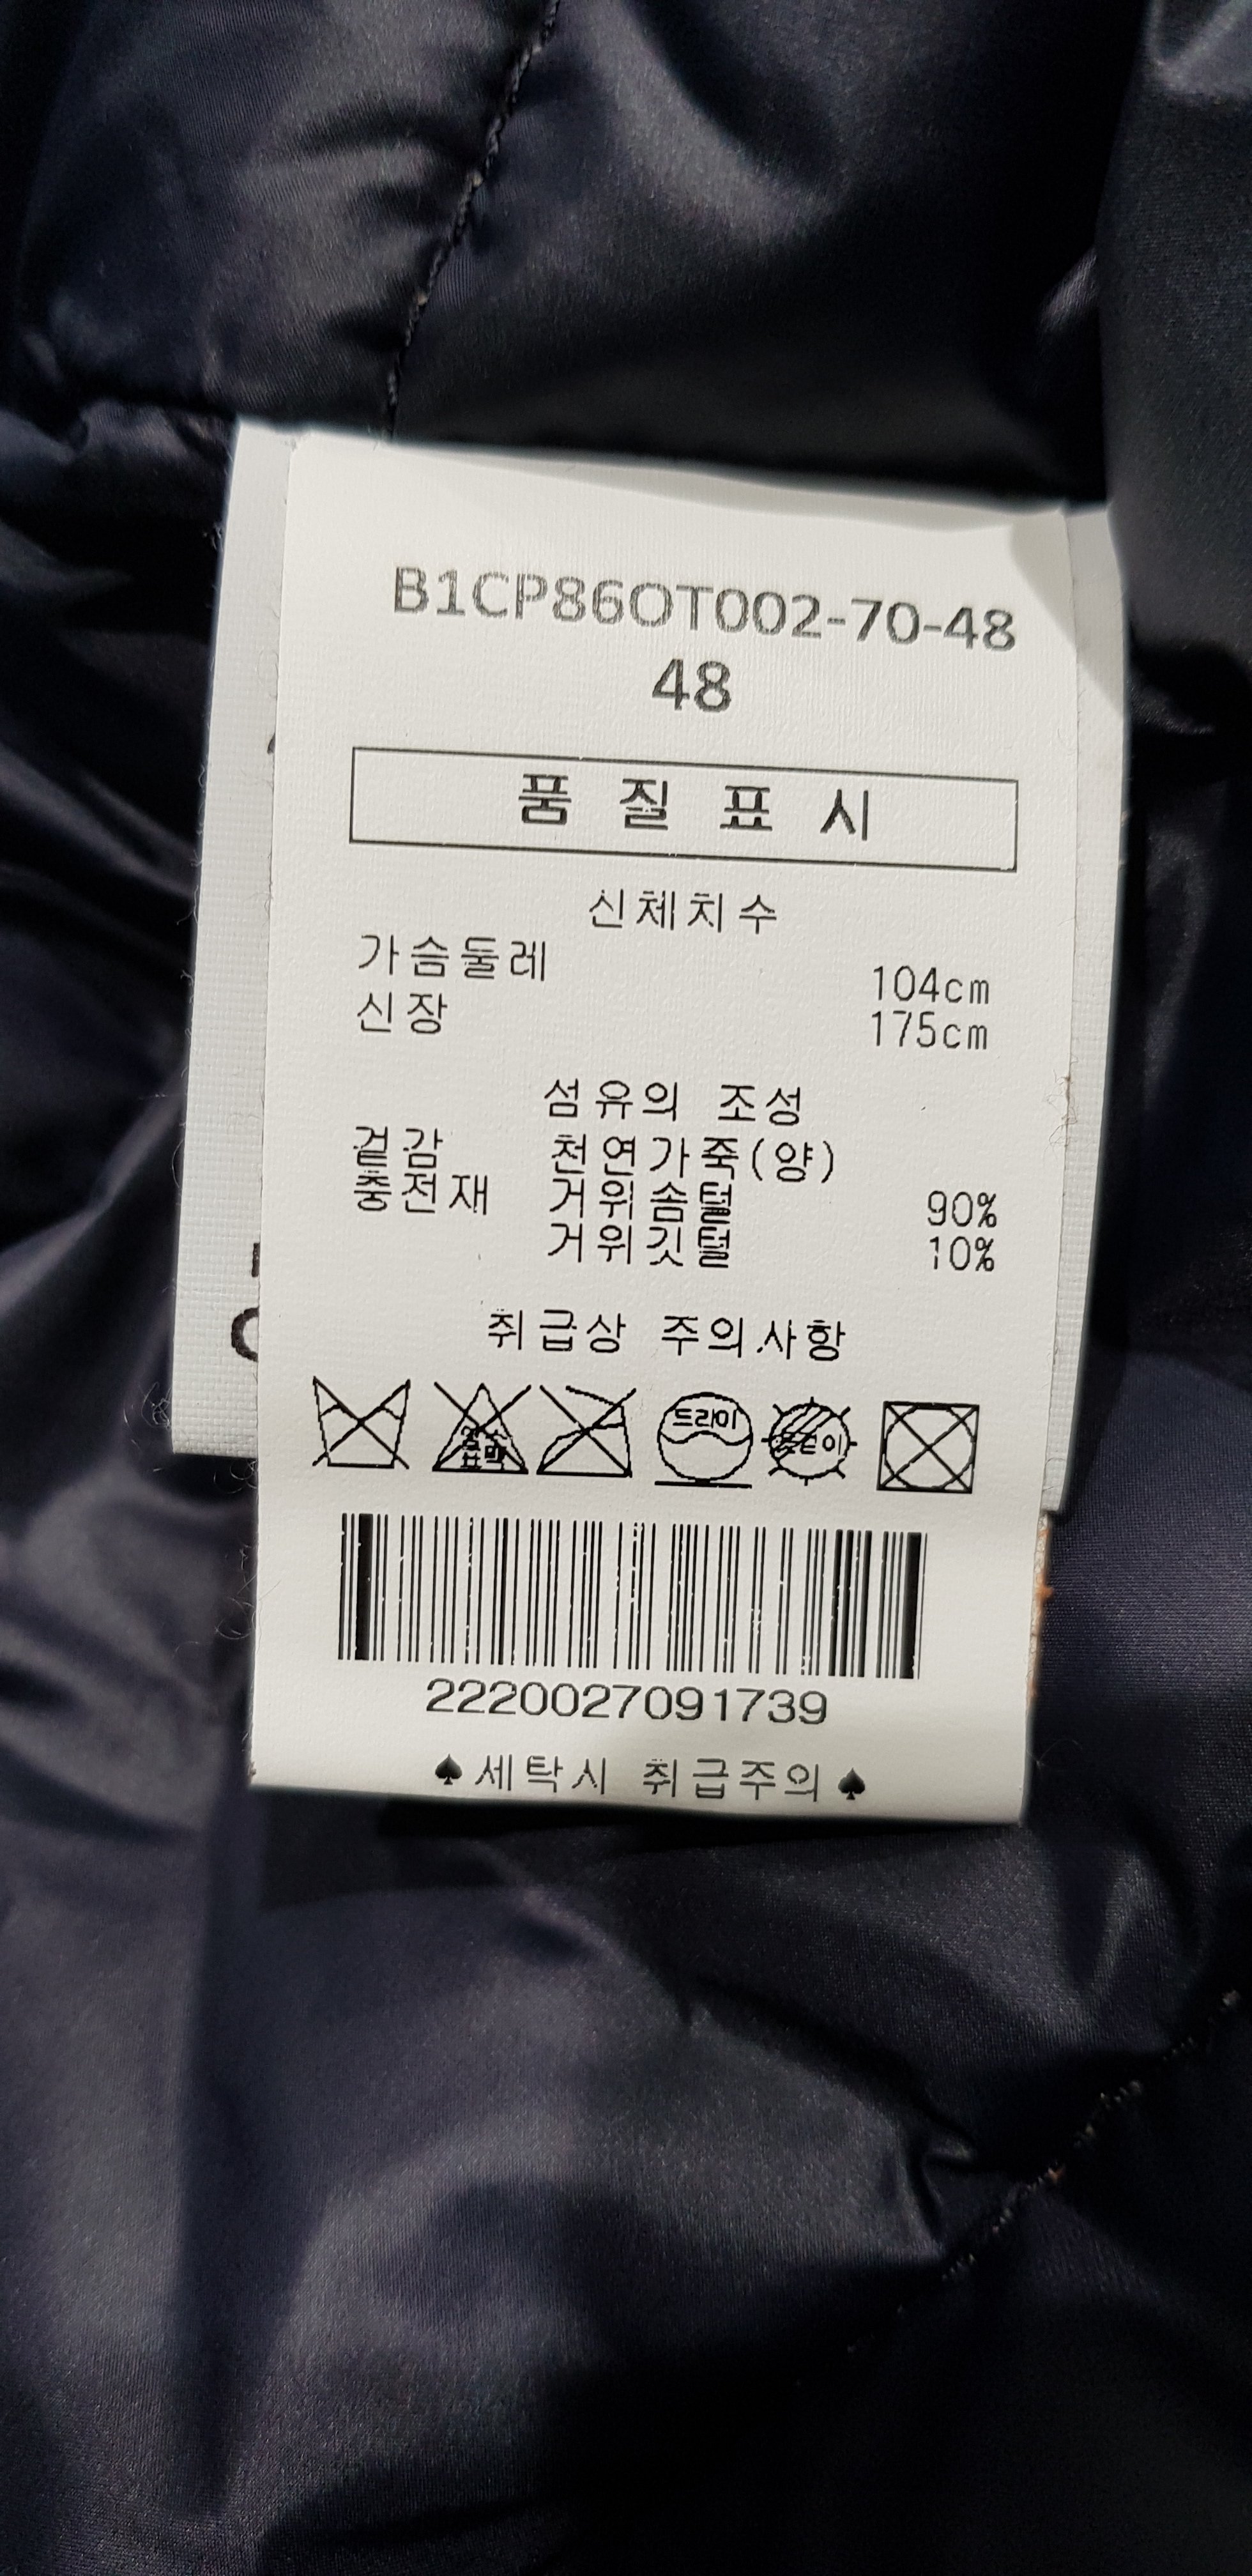 B1CP86OT002-70-48
48
품 질 표 시
신체치수
가슴둘레 104cm
신장 175cm
섬유의 조성
겉감 천연가죽(양)
충전재 거위솜털 90%
거위깃털 10%
취급상 주의사항
드라이
2220027091739
♠세탁시 취급주의♠